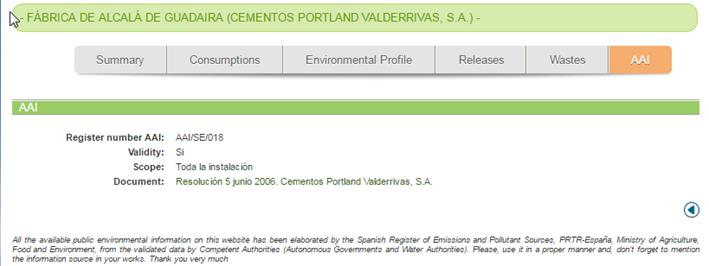 - FÁBRICA DE ALCALÁ DE GUADAIRA (CEMENTOS PORTLAND VALDERRIVAS, S.A.) -
Summary Consumptions Environmental Profile Releases Wastes AAI
AAI
Register number AAI: AAI/SE/018
Validity: Si
Scope: Toda la instalación
Document: Resolución 5 junio 2006. Cementos Portland Valderrivas, S.A.
All the available public environmental information on this website has been elaborated by the Spanish Register of Emissions and Pollutant Sources, PRTR-España, Ministry of Agriculture,
Food and Environment, from the validated data by Competent Authorities (Autonomous Governments and Water Authorities). Please, use it in a proper manner and, don't forget to mention
the information source in your works. Thank you very much